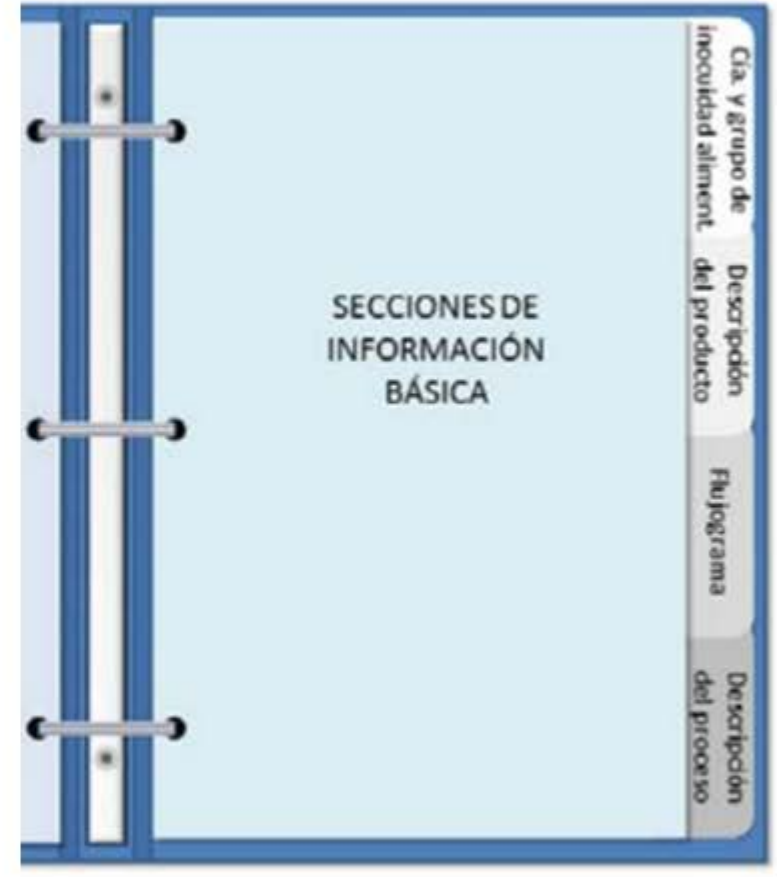 SECCIONES DE
INFORMACIÓN
BÁSICA
Cía. y grupo de
inocuidad aliment.
Descripción
del producto
Flujograma
Descripción
del proceso